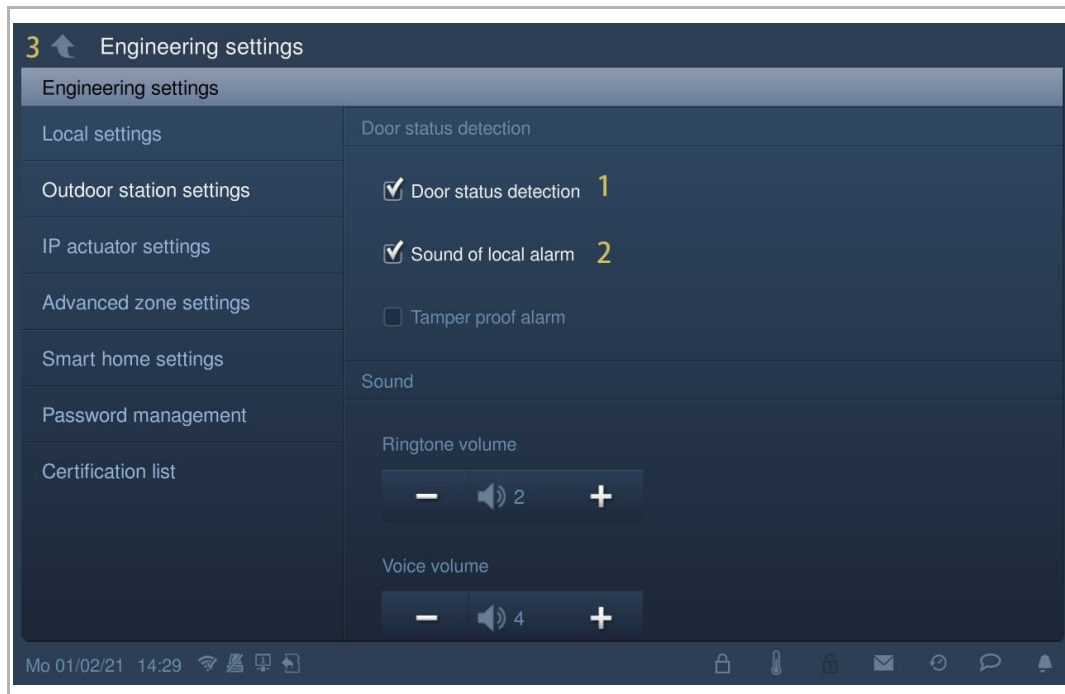 3 Engineering settings
Engineering settings
Local settings
Outdoor station settings
IP actuator settings
Advanced zone settings
Smart home settings
Password management
Certification list
Door status detection
Door status detection 1
Sound of local alarm 2
Tamper proof alarm
Sound
Ringtone volume
2
Voice volume
4
Mo 01/02/21 14:29